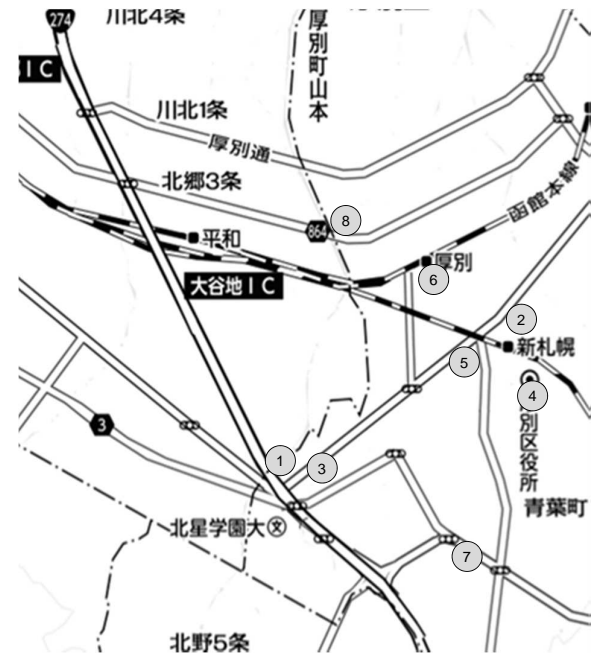 274
川北4条
IC
厚別町山本
川北1条
厚別通
北郷3条
函館本線
864
8
平和
厚別
6
大谷地IC
2
新札幌
5
4
別区役所
3
1
3
青葉町
北星学園大
文
7
北野5条